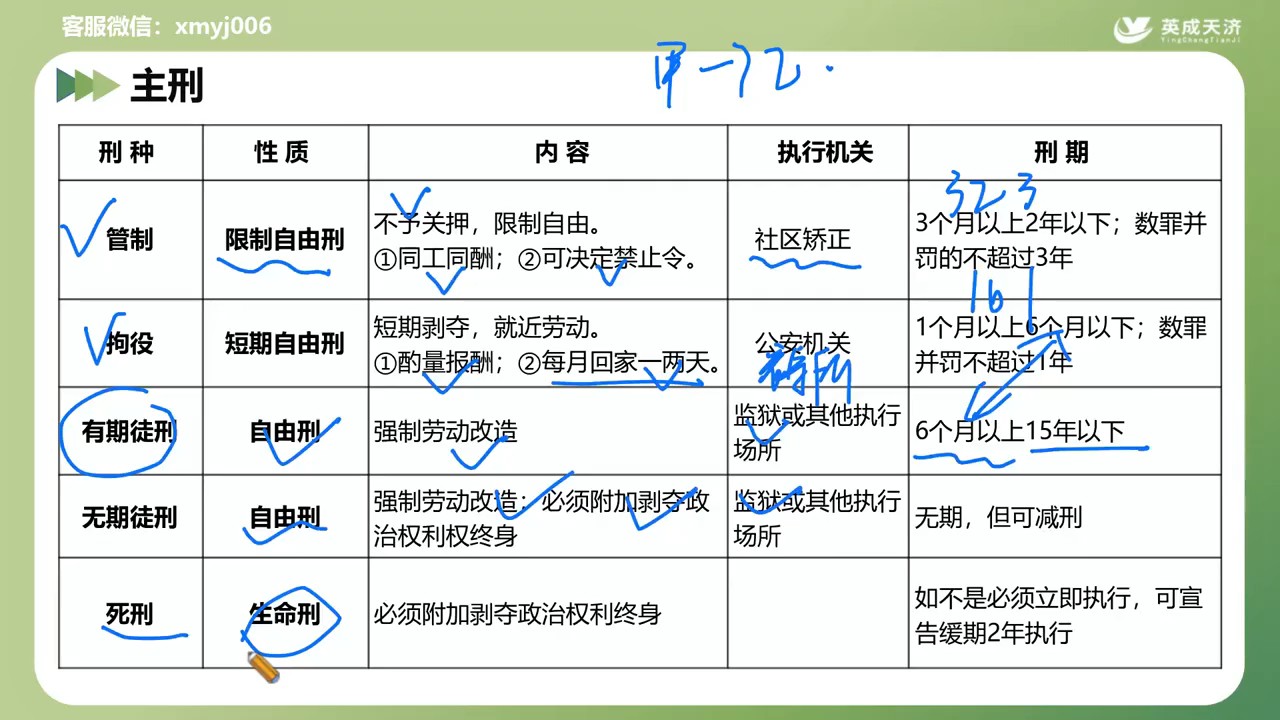 客服微信：xmyj006
英成天济
YingChengTianJi
主刑
甲→乙.
刑种 性质 内容 执行机关 刑期
管制 限制自由刑
不予关押，限制自由。
①同工同酬；②可决定禁止令。
社区矫正
323
3个月以上2年以下；数罪并
罚的不超过3年
拘役 短期自由刑
短期剥夺，就近劳动。
①酌量报酬；②每月回家一两天。
公安机关
161
1个月以上6个月以下；数罪
并罚不超过1年
有期徒刑 自由刑 强制劳动改造
监狱或其他执行
场所
6个月以上15年以下
无期徒刑 自由刑
强制劳动改造；必须附加剥夺政
治权利权终身
监狱或其他执行
场所
无期，但可减刑
死刑 生命刑 必须附加剥夺政治权利终身
如不是必须立即执行，可宣
告缓期2年执行